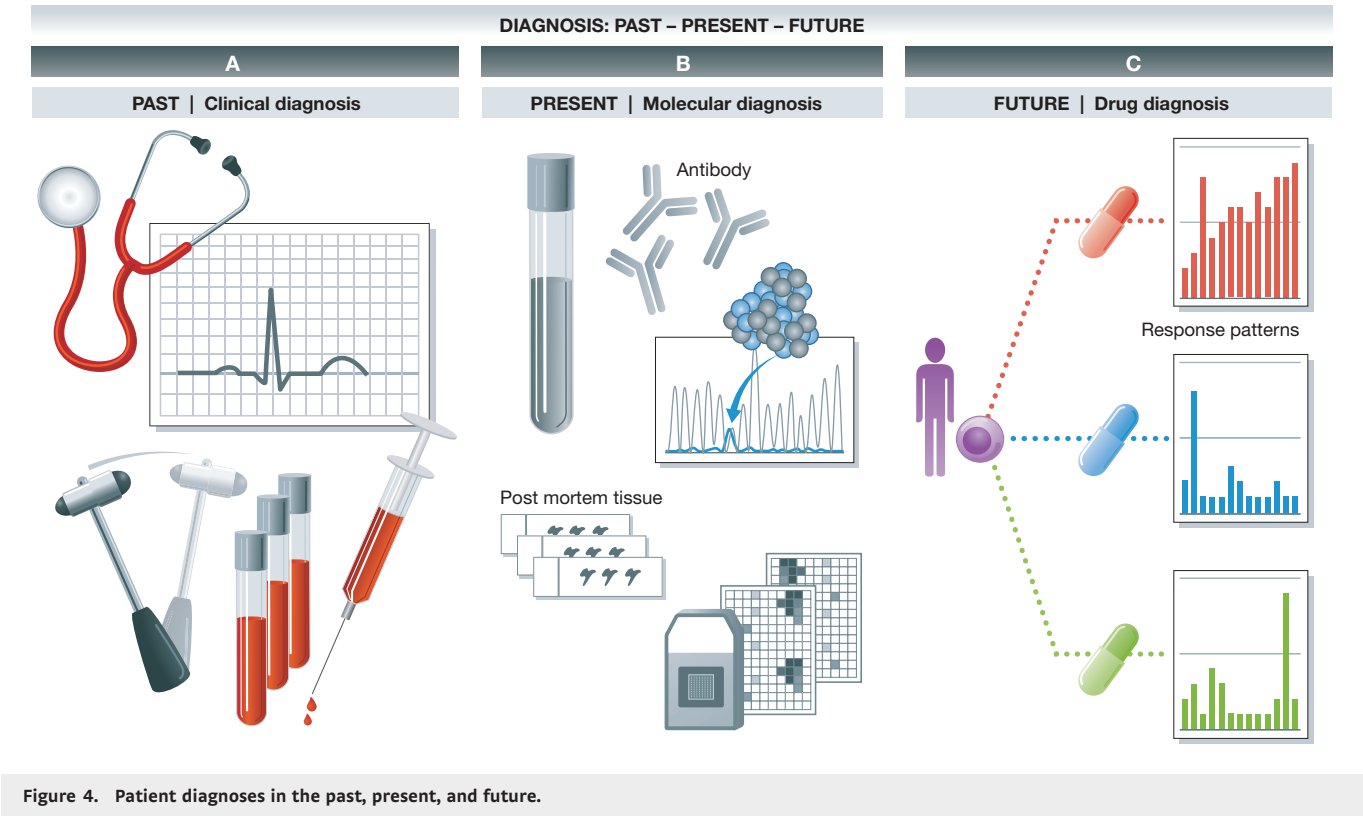 DIAGNOSIS: PAST – PRESENT – FUTURE
A
B
C
PAST | Clinical diagnosis
PRESENT | Molecular diagnosis
FUTURE | Drug diagnosis
Antibody
Post mortem tissue
Response patterns
Figure 4. Patient diagnoses in the past, present, and future.